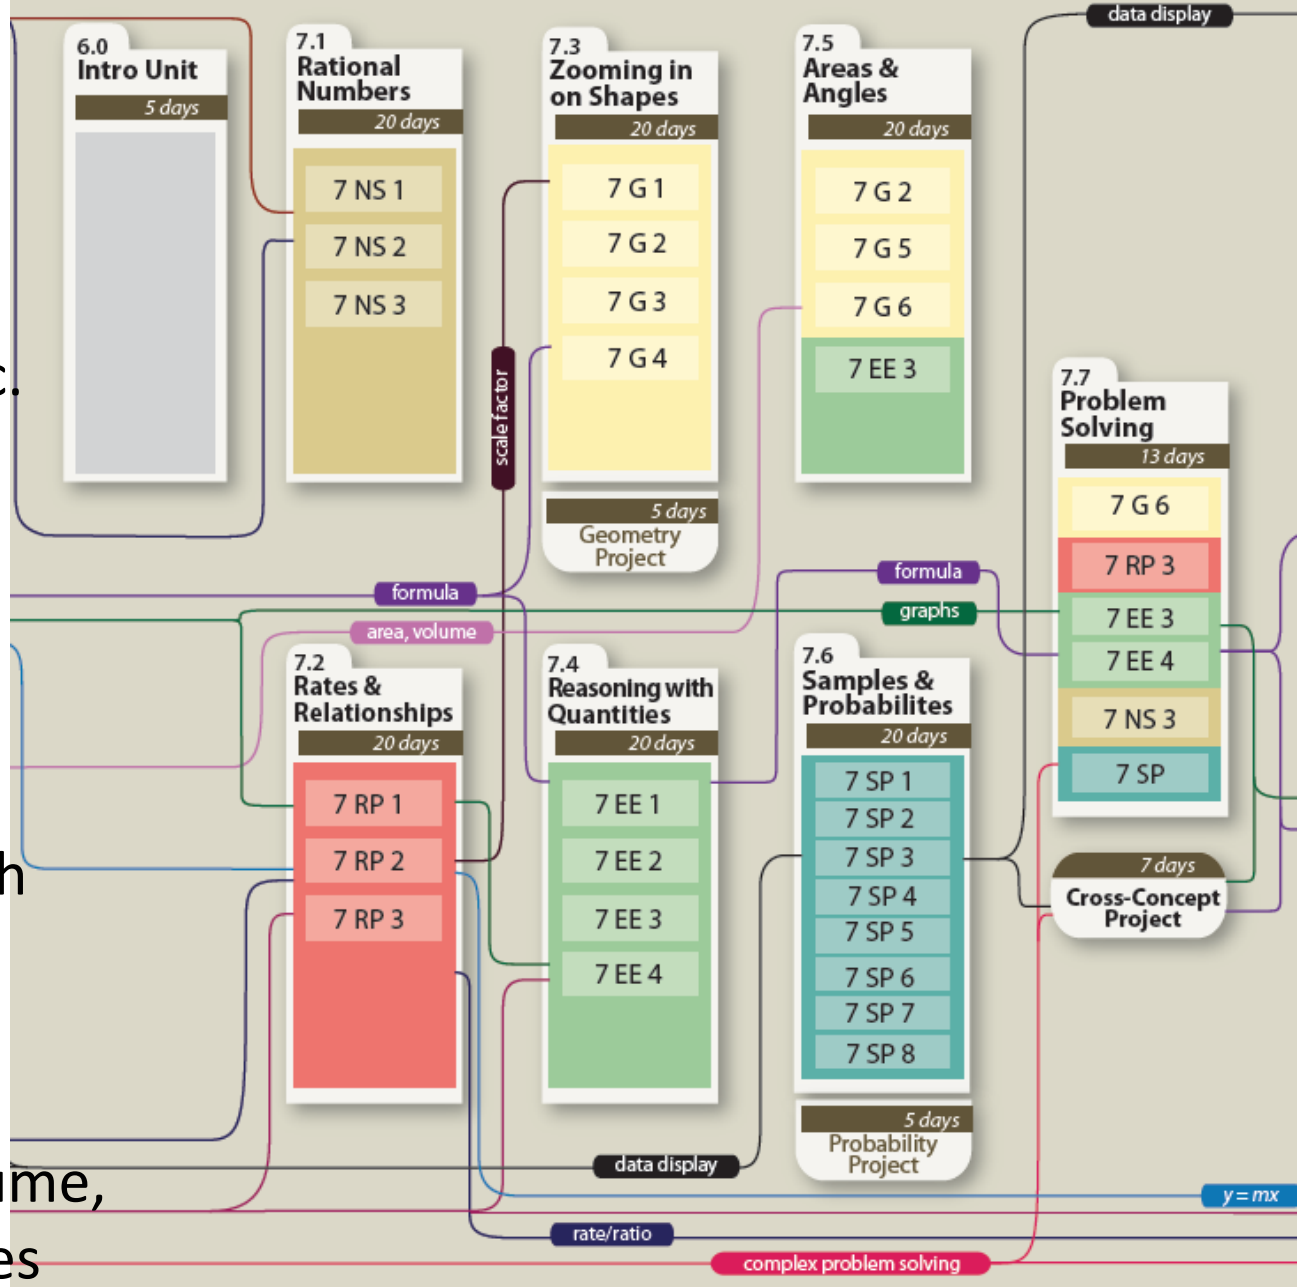 data display
6.0
Intro Unit
5 days
7.1
Rational
Numbers
20 days
7 NS 1
7 NS 2
7 NS 3
7.3
Zooming in
on Shapes
20 days
7 G 1
7 G 2
7 G 3
7 G 4
5 days
Geometry
Project
7.5
Areas &
Angles
20 days
7 G 2
7 G 5
7 G 6
7 EE 3
scale factor
c.
7.7
Problem
Solving
13 days
7 G 6
7 RP 3
7 EE 3
7 EE 4
7 NS 3
7 SP
7 days
Cross-Concept
Project
formula
formula
graphs
area, volume
7.2
Rates &
Relationships
20 days
7 RP 1
7 RP 2
7 RP 3
7.4
Reasoning with
Quantities
20 days
7 EE 1
7 EE 2
7 EE 3
7 EE 4
7.6
Samples &
Probabilites
20 days
7 SP 1
7 SP 2
7 SP 3
7 SP 4
7 SP 5
7 SP 6
7 SP 7
7 SP 8
5 days
Probability
Project
h
data display
ume,
y = mx
rate/ratio
es
complex problem solving